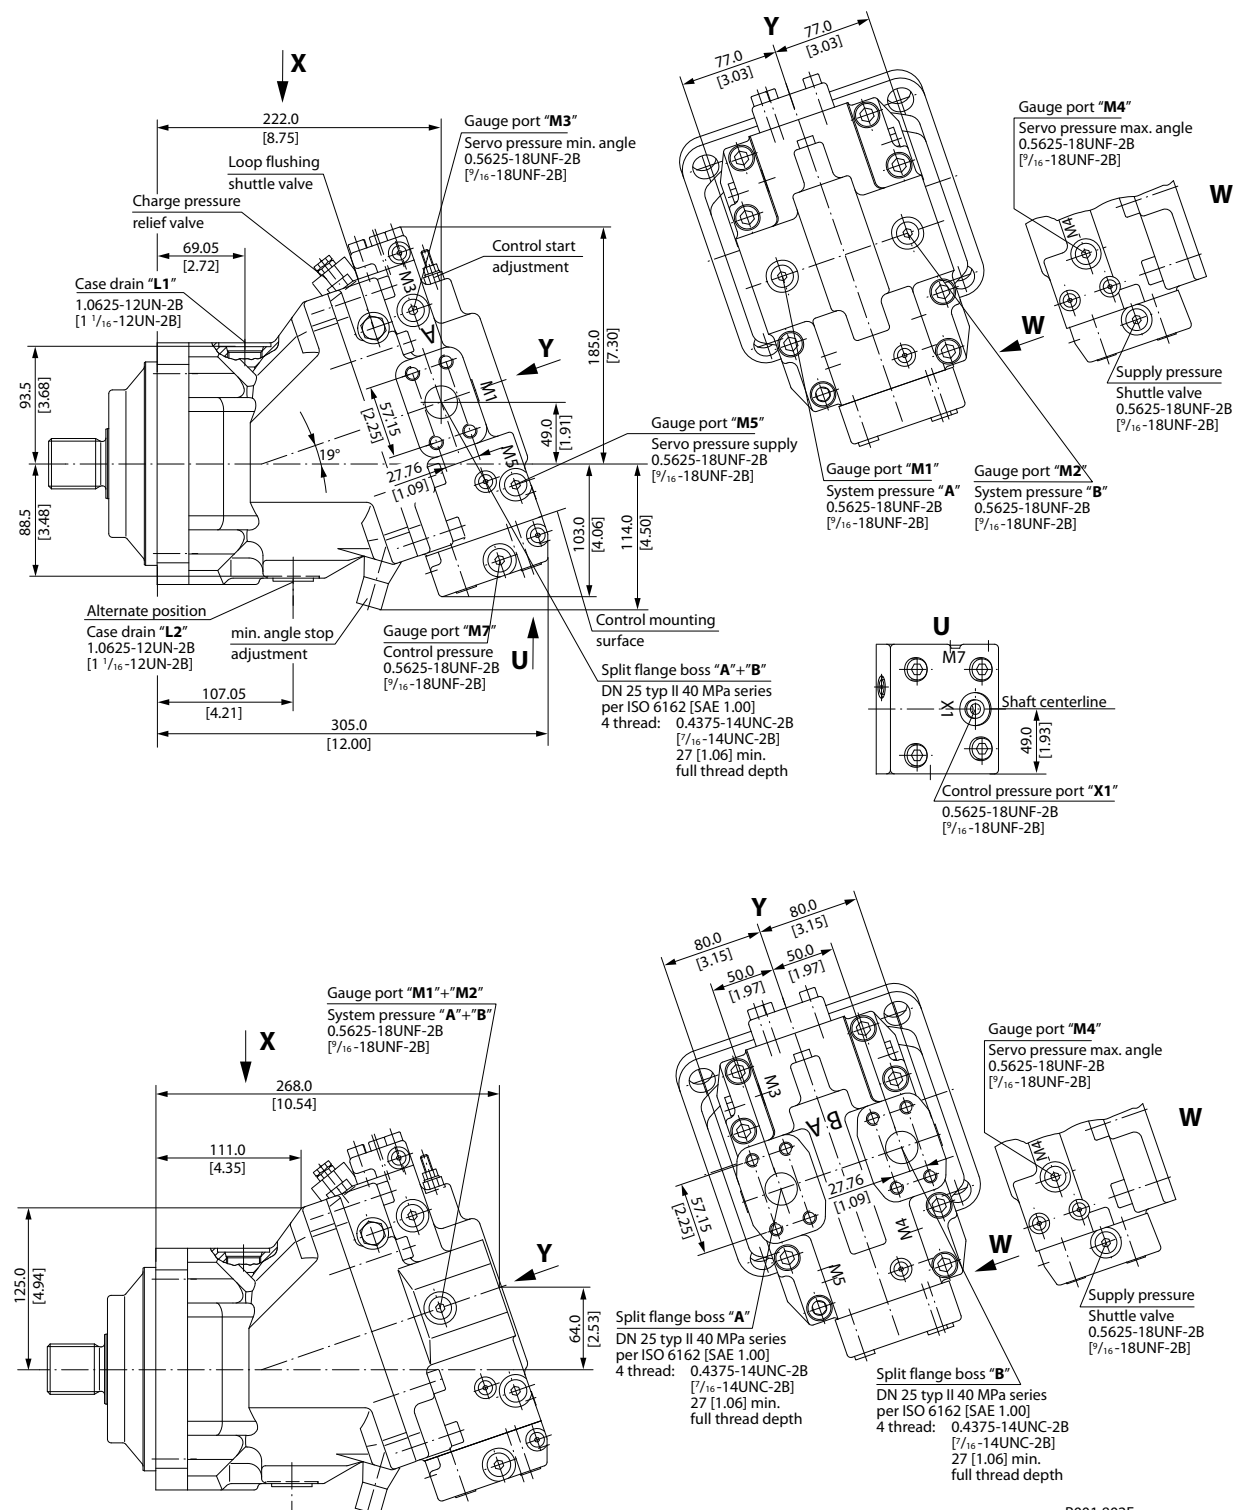 X
222.0
[8.75]
Loop flushing
shuttle valve
Charge pressure
relief valve
69.05
[2.72]
Case drain “L1”
1.0625-12UN-2B
[1 1/16-12UN-2B]
Gauge port “M3”
Servo pressure min. angle
0.5625-18UNF-2B
[9/16-18UNF-2B]
Control start
adjustment
M3
A
M1
M5
Y
185.0
[7.30]
93.5
[3.68]
88.5
[3.48]
57.15
[2.25]
19°
27.76
[1.09]
49.0
[1.91]
Gauge port “M5”
Servo pressure supply
0.5625-18UNF-2B
[9/16-18UNF-2B]
103.0
[4.06]
114.0
[4.50]
Alternate position
Case drain “L2”
1.0625-12UN-2B
[1 1/16-12UN-2B]
min. angle stop
adjustment
Gauge port “M7”
Control pressure
0.5625-18UNF-2B
[9/16-18UNF-2B]
U
Control mounting
surface
Split flange boss “A”+”B”
DN 25 typ II 40 MPa series
per ISO 6162 [SAE 1.00]
4 thread: 0.4375-14UNC-2B
[7/16-14UNC-2B]
27 [1.06] min.
full thread depth
107.05
[4.21]
305.0
[12.00]
Y
77.0
[3.03]
77.0
[3.03]
W
Gauge port “M1”
System pressure “A”
0.5625-18UNF-2B
[9/16-18UNF-2B]
Gauge port “M2”
System pressure “B”
0.5625-18UNF-2B
[9/16-18UNF-2B]
Gauge port “M4”
Servo pressure max. angle
0.5625-18UNF-2B
[9/16-18UNF-2B]
W
M4
Supply pressure
Shuttle valve
0.5625-18UNF-2B
[9/16-18UNF-2B]
U
M7
X1
Shaft centerline
49.0
[1.93]
Control pressure port “X1”
0.5625-18UNF-2B
[9/16-18UNF-2B]
Gauge port “M1”+”M2”
System pressure “A”+”B”
0.5625-18UNF-2B
[9/16-18UNF-2B]
X
268.0
[10.54]
111.0
[4.35]
125.0
[4.94]
Y
64.0
[2.53]
Y
80.0
[3.15]
80.0
[3.15]
50.0
[1.97]
50.0
[1.97]
M3
B A
27.76
[1.09]
57.15
[2.25]
M4
M5
W
Split flange boss “A”
DN 25 typ II 40 MPa series
per ISO 6162 [SAE 1.00]
4 thread: 0.4375-14UNC-2B
[7/16-14UNC-2B]
27 [1.06] min.
full thread depth
Split flange boss “B”
DN 25 typ II 40 MPa series
per ISO 6162 [SAE 1.00]
4 thread: 0.4375-14UNC-2B
[7/16-14UNC-2B]
27 [1.06] min.
full thread depth
Gauge port “M4”
Servo pressure max. angle
0.5625-18UNF-2B
[9/16-18UNF-2B]
W
M4
Supply pressure
Shuttle valve
0.5625-18UNF-2B
[9/16-18UNF-2B]